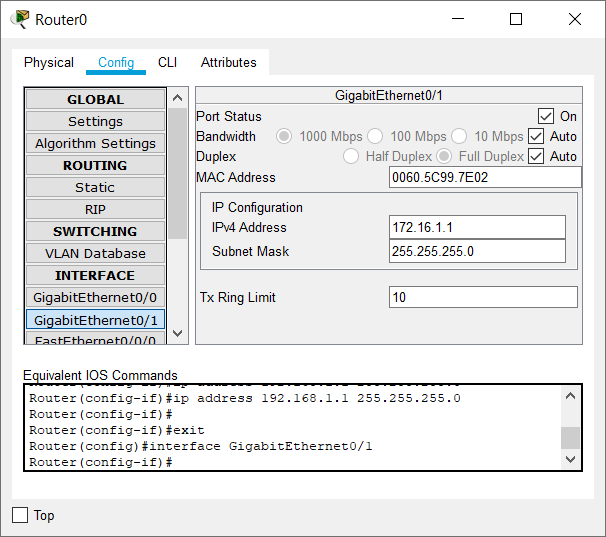 Router0
Physical Config CLI Attributes
GLOBAL
Settings
Algorithm Settings
ROUTING
Static
RIP
SWITCHING
VLAN Database
INTERFACE
GigabitEthernet0/0
GigabitEthernet0/1
FastEthernet0/0/0
GigabitEthernet0/1
Port Status On
Bandwidth 1000 Mbps 100 Mbps 10 Mbps Auto
Duplex Half Duplex Full Duplex Auto
MAC Address 0060.5C99.7E02
IP Configuration
IPv4 Address 172.16.1.1
Subnet Mask 255.255.255.0
Tx Ring Limit 10
Equivalent IOS Commands
Router(config-if)#ip address 192.168.1.1 255.255.255.0
Router(config-if)#
Router(config-if)#exit
Router(config)#interface GigabitEthernet0/1
Router(config-if)#
Top